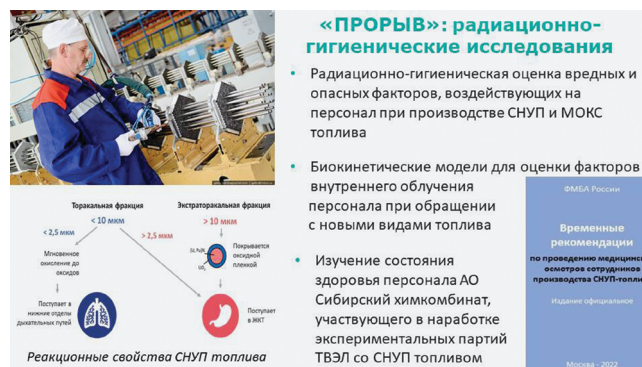 «ПРОРЫВ»: радиационно-
гигиенические исследования
• Радиационно-гигиеническая оценка вредных и
опасных факторов, воздействующих на
персонал при производстве СНУП и МОКС
топлива
• Биокинетические модели для оценки факторов
внутреннего облучения
персонала при обращении
с новыми видами топлива
• Изучение состояния
здоровья персонала АО
Сибирский химкомбинат,
участвующего в наработке
экспериментальных партий
ТВЭЛ со СНУП топливом
Торакальная фракция
< 10 мкм
Экстраторакальная фракция
> 10 мкм
< 2,5 мкм
> 2,5 мкм
Мгновенное
окисление до
оксидов
Покрывается
оксидной
пленкой
Поступает в
нижние отделы
дыхательных путей
Поступает
в ЖКТ
Реакционные свойства СНУП топлива
ФМБА России
Временные
рекомендации
по проведению медицинс
осмотров сотрудников
производства СНУП-топли
Издание официальное
Москва - 2022